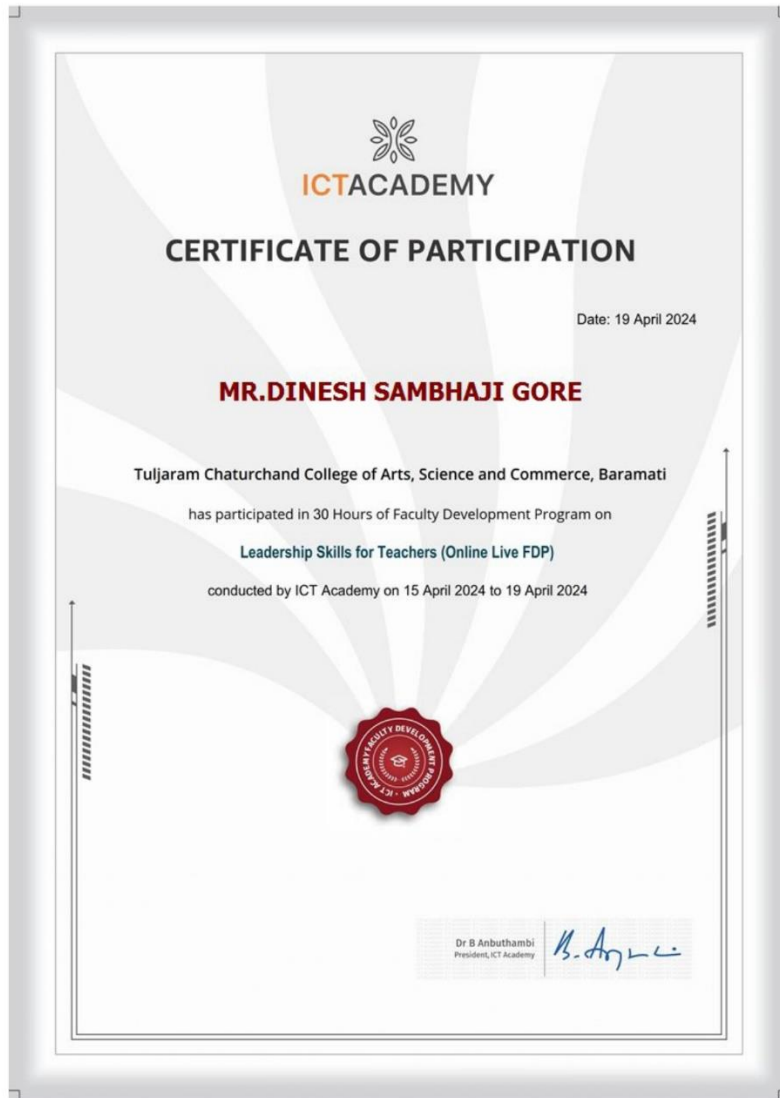 ICTACADEMY
CERTIFICATE OF PARTICIPATION
Date: 19 April 2024
MR.DINESH SAMBHAJI GORE
Tuljaram Chaturchand College of Arts, Science and Commerce, Baramati
has participated in 30 Hours of Faculty Development Program on
Leadership Skills for Teachers (Online Live FDP)
conducted by ICT Academy on 15 April 2024 to 19 April 2024
ICT ACADEMY FACULTY DEVELOPMENT PROGRAM
Dr B Anbuthambi
President, ICT Academy